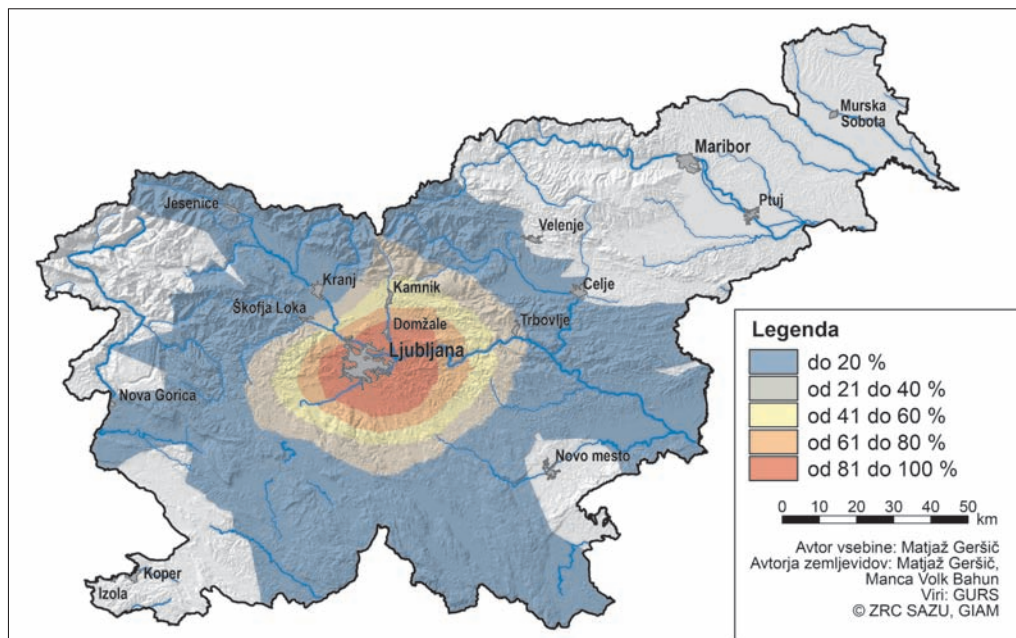 Murska
Sobota
Maribor
Ptuj
Jesenice
Velenje
Kranj
Kamnik
Celje
Škofja Loka
Domžale
Trbovlje
Ljubljana
Nova Gorica
Novo mesto
Koper
Izola
Legenda
do 20 %
od 21 do 40 %
od 41 do 60 %
od 61 do 80 %
od 81 do 100 %
0 10 20 30 40 50
km
Avtor vsebine: Matjaž Geršič
Avtorja zemljevidov: Matjaž Geršič,
Manca Volk Bahun
Viri: GURS
© ZRC SAZU, GIAM